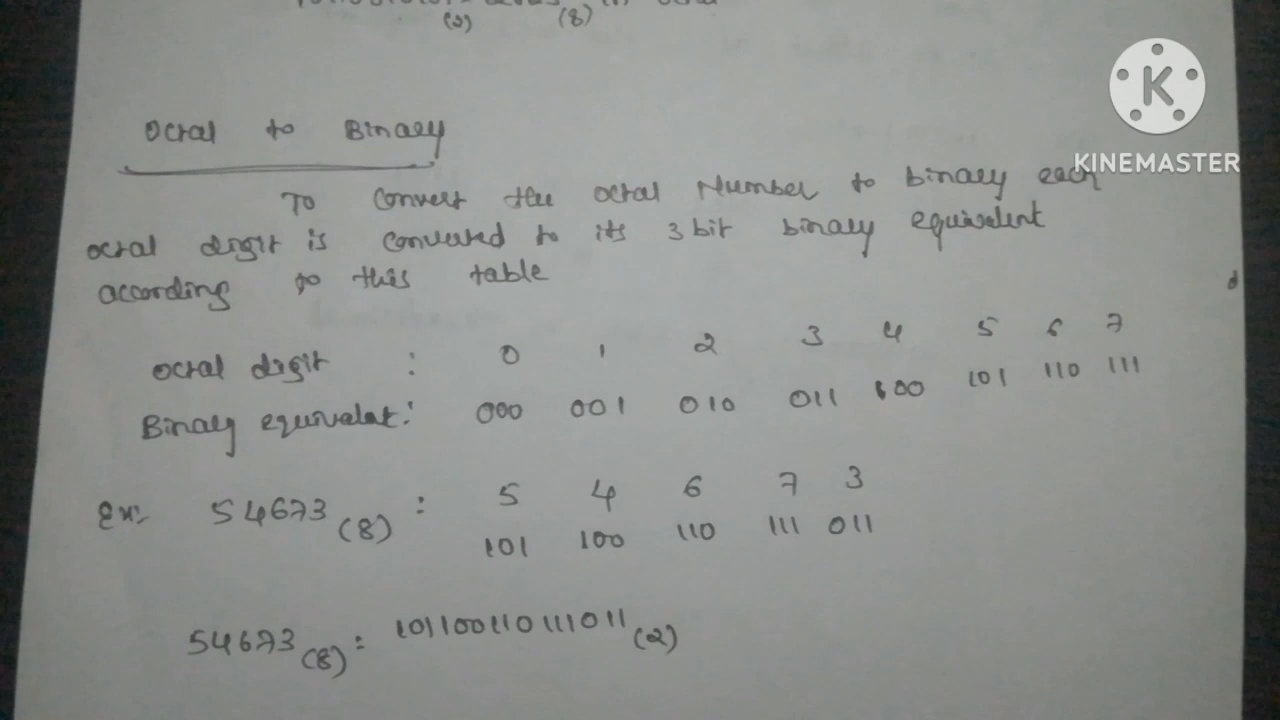 (2) (8)
K
KINEMASTER
Octal to Binary
To convert the octal Number to binary each
octal digit is converted to its 3 bit binary equivalent
according to this table
octal digit : 0 1 2 3 4 5 6 7
Binary equivalent: 000 001 010 011 100 101 110 111
Ex:- 54673 (8) : 5 4 6 7 3
101 100 110 111 011
54673 (8) : 101100110111011 (2)